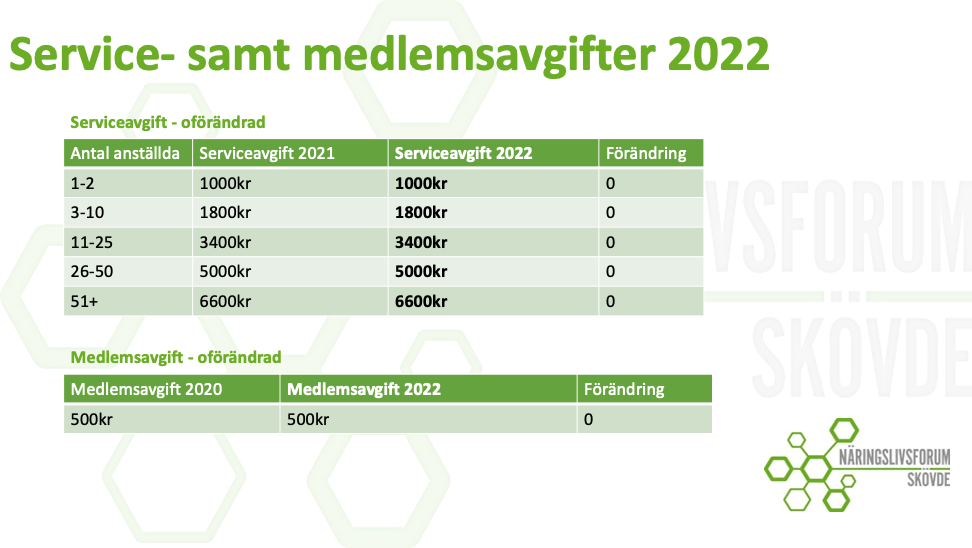 Service- samt medlemsavgifter 2022
Serviceavgift - oförändrad
Antal anställda Serviceavgift 2021 Serviceavgift 2022 Förändring
1-2 1000kr 1000kr 0
3-10 1800kr 1800kr 0
11-25 3400kr 3400kr 0
26-50 5000kr 5000kr 0
51+ 6600kr 6600kr 0
VSFORUM
SKÖVDE
Medlemsavgift - oförändrad
Medlemsavgift 2020 Medlemsavgift 2022 Förändring
500kr 500kr 0
NÄRINGSLIVSFORUM
SKÖVDE